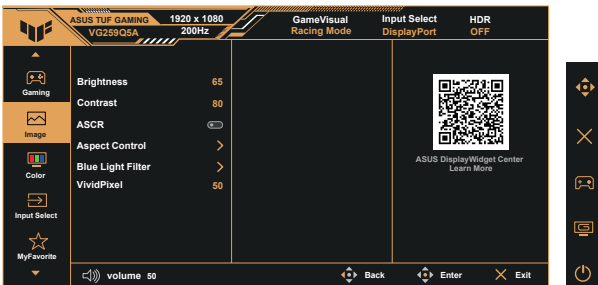 ASUS TUF GAMING 1920 x 1080
VG259Q5A 200Hz
GameVisual
Racing Mode
Input Select
DisplayPort
HDR
OFF
Gaming
Image
Color
Input Select
MyFavorite
Brightness 65
Contrast 80
ASCR
Aspect Control
Blue Light Filter
VividPixel 50
ASUS DisplayWidget Center
Learn More
volume 50
Back
Enter
Exit